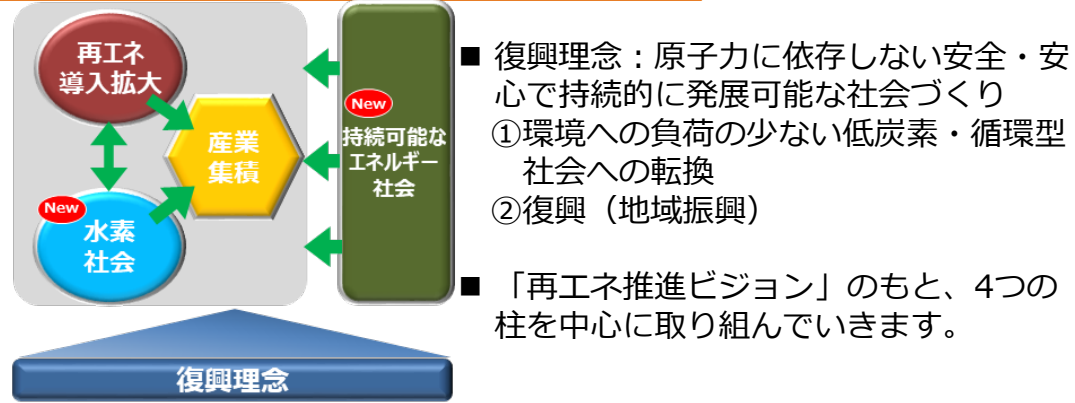 再エネ
導入拡大
産業
集積
New
水素
社会
New
持続可能な
エネルギー
社会
復興理念
■ 復興理念：原子力に依存しない安全・安
心で持続的に発展可能な社会づくり
①環境への負荷の少ない低炭素・循環型
社会への転換
②復興（地域振興）
■ 「再エネ推進ビジョン」のもと、4つの
柱を中心に取り組んでいきます。